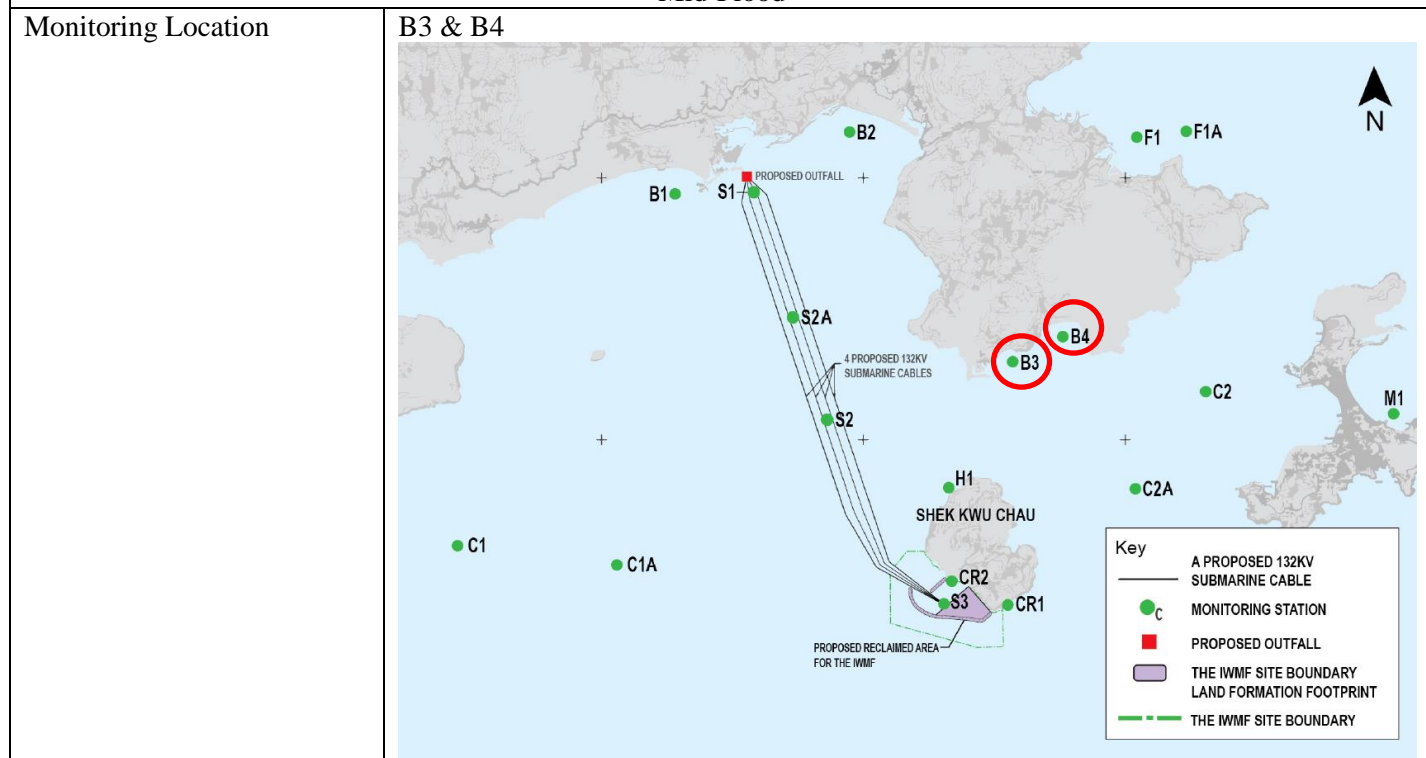 Mid-Flood
Monitoring Location
B3 & B4
N
B2
F1
F1A
PROPOSED OUTFALL
B1
S1
S2A
B4
4 PROPOSED 132KV
SUBMARINE CABLES
B3
C2
M1
S2
H1
C2A
SHEK KWU CHAU
C1
C1A
CR2
S3
CR1
PROPOSED RECLAIMED AREA
FOR THE IWMF
Key
A PROPOSED 132KV
SUBMARINE CABLE
C
MONITORING STATION
PROPOSED OUTFALL
THE IWMF SITE BOUNDARY
LAND FORMATION FOOTPRINT
THE IWMF SITE BOUNDARY